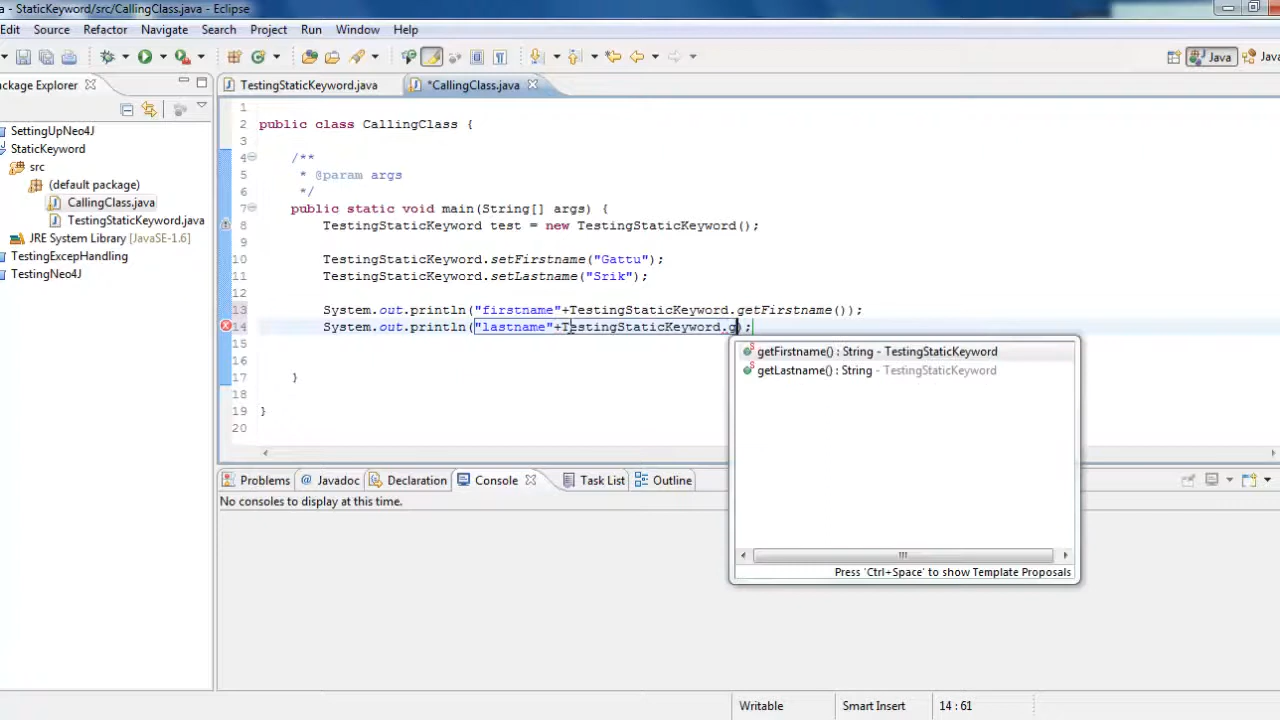 a - StaticKeyword/src/CallingClass.java - Eclipse
Edit Source Refactor Navigate Search Project Run Window Help
Java Java
ackage Explorer
TestingStaticKeyword.java *CallingClass.java
SettingUpNeo4J
StaticKeyword
src
(default package)
CallingClass.java
TestingStaticKeyword.java
JRE System Library [JavaSE-1.6]
TestingExcepHandling
TestingNeo4J
1
2 public class CallingClass {
3
4 /**
5 * @param args
6 */
7 public static void main(String[] args) {
8 TestingStaticKeyword test = new TestingStaticKeyword();
9
10 TestingStaticKeyword.setFirstname("Gattu");
11 TestingStaticKeyword.setLastname("Srik");
12
13 System.out.println("firstname"+TestingStaticKeyword.getFirstname());
14 System.out.println("lastname"+TestingStaticKeyword.g);
15
16
17 }
18
19 }
20
getFirstname() : String - TestingStaticKeyword
getLastname() : String - TestingStaticKeyword
Press 'Ctrl+Space' to show Template Proposals
Problems @ Javadoc Declaration Console Task List Outline
No consoles to display at this time.
Writable Smart Insert 14 : 61